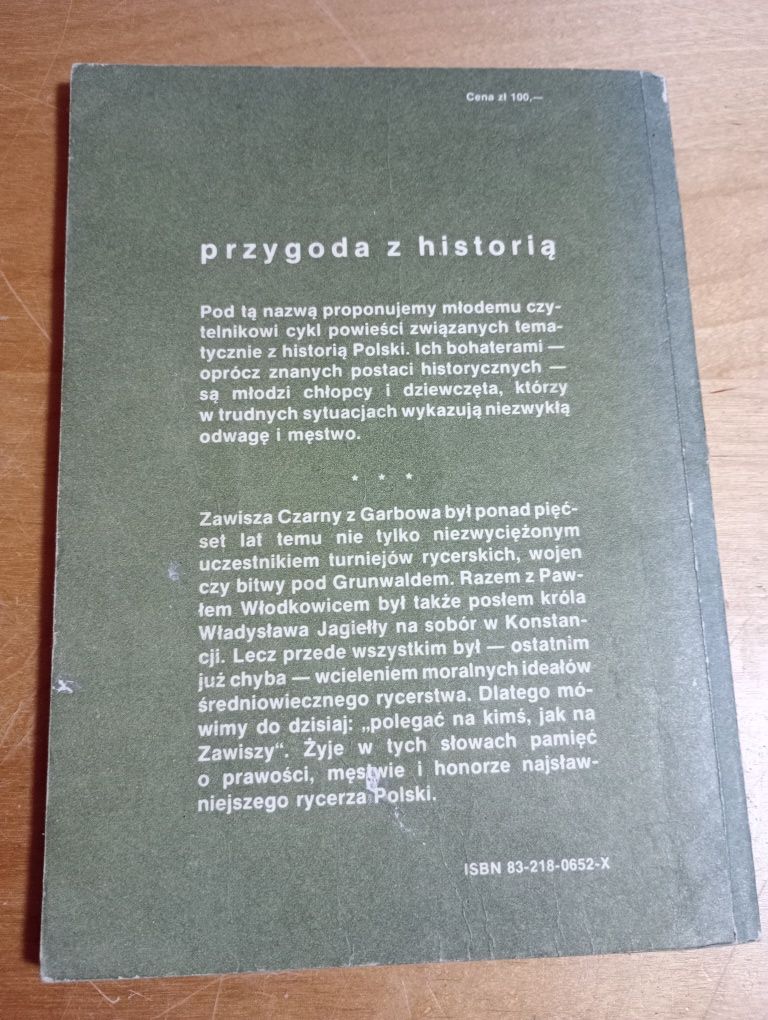 Cena zł 100,—
przygoda z historią
Pod tą nazwą proponujemy młodemu czy-
telnikowi cykl powieści związanych tema-
tycznie z historią Polski. Ich bohaterami —
oprócz znanych postaci historycznych —
są młodzi chłopcy i dziewczęta, którzy
w trudnych sytuacjach wykazują niezwykłą
odwagę i męstwo.
* * *
Zawisza Czarny z Garbowa był ponad pięć-
set lat temu nie tylko niezwyciężonym
uczestnikiem turniejów rycerskich, wojen
czy bitwy pod Grunwaldem. Razem z Paw-
łem Włodkowicem był także posłem króla
Władysława Jagiełły na sobór w Konstan-
cji. Lecz przede wszystkim był — ostatnim
już chyba — wcieleniem moralnych ideałów
średniowiecznego rycerstwa. Dlatego mó-
wimy do dzisiaj: „polegać na kimś, jak na
Zawiszy“. Żyje w tych słowach pamięć
o prawości, męstwie i honorze najsław-
niejszego rycerza Polski.
ISBN 83-218-0652-X